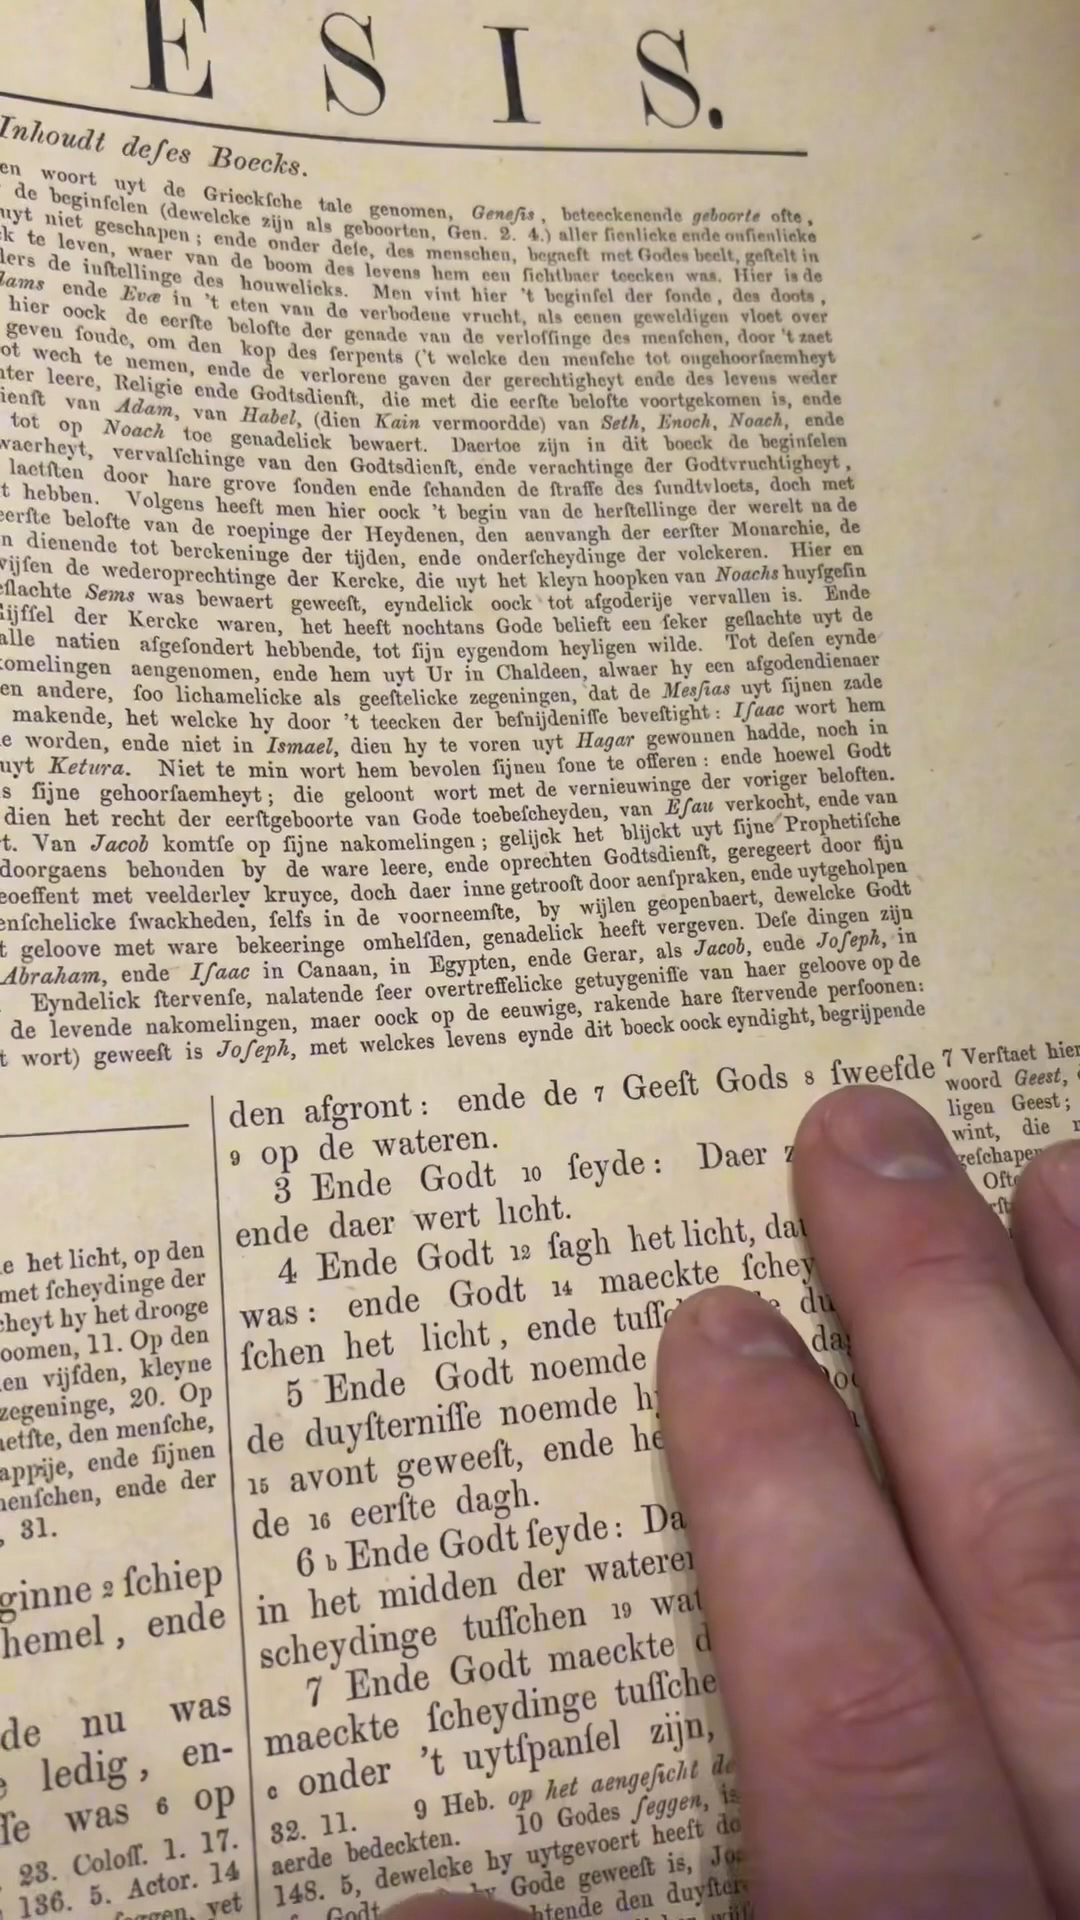 E S I S.
Inhoudt deſes Boecks.
en woort uyt de Grieckſche tale genomen, Geneſis, beteeckenende geboorte ofte,
de beginſelen (dewelcke zijn als geboorten, Gen. 2. 4.) aller ſienlicke ende onſienlicke
uyt niet geschapen; ende onder deſe, des menschen, begaeft met Godes beelt, geſtelt in
k te leven, waer van de boom des levens hem een ſichtbaer teecken was. Hier is de
ders de inſtellinge des houwelicks. Men vint hier 't beginſel der ſonde, des doots,
dams ende Evæ in 't eten van de verbodene vrucht, als eenen geweldigen vloet over
hier oock de eerſte belofte der genade van de verloſſinge des menſchen, door 't zaet
geven ſoude, om den kop des ſerpents ('t welcke den menſche tot ongehoorſaemheyt
ot wech te nemen, ende de verlorene gaven der gerechtigheyt ende des levens weder
hter leere, Religie ende Godtsdienſt, die met die eerſte belofte voortgekomen is, ende
ienſt van Adam, van Habel, (dien Kain vermoordde) van Seth, Enoch, Noach, ende
tot op Noach toe genadelick bewaert. Daertoe zijn in dit boeck de beginſelen
waerheyt, vervalſchinge van den Godtsdienſt, ende verachtinge der Godtvruchtigheyt,
laetſten door hare grove ſonden ende ſchanden de ſtraffe des ſundtvloets, doch met
t hebben. Volgens heeft men hier oock 't begin van de herſtellinge der werelt na de
eerſte belofte van de roepinge der Heydenen, den aenvangh der eerſter Monarchie, de
n dienende tot berekeninge der tijden, ende onderſcheydinge der volckeren. Hier en
wijſen de wederoprechtinge der Kercke, die uyt het kleyn hoopken van Noachs huyſgeſin
eſlachte Sems was bewaert geweeſt, eyndelick oock tot afgoderije vervallen is. Ende
ijffel der Kercke waren, het heeft nochtans Gode belieft een ſeker geſlachte uyt de
alle natien afgeſondert hebbende, tot ſijn eygendom heyligen wilde. Tot deſen eynde
komelingen aengenomen, ende hem uyt Ur in Chaldeen, alwaer hy een afgodendienaer
en andere, ſoo lichamelicke als geeſtelicke zegeningen, dat de Meſsias uyt ſijnen zade
makende, het welcke hy door 't teecken der beſnijdeniſſe beveſtight: Iſaac wort hem
e worden, ende niet in Ismael, dien hy te voren uyt Hagar gewonnen hadde, noch in
uyt Ketura. Niet te min wort hem bevolen ſijnen ſone te offeren: ende hoewel Godt
s ſijne gehoorſaemheyt; die geloont wort met de vernieuwinge der voriger beloften.
dien het recht der eerſtgeboorte van Gode toebeſcheyden, van Eſau verkocht, ende van
t. Van Jacob komtſe op ſijne nakomelingen; gelijck het blijckt uyt ſijne Prophetiſche
doorgaens behouden by de ware leere, ende oprechten Godtsdienſt, geregeert door ſijn
eoeffent met veelderley kruyce, doch daer inne getrooſt door aenſpraken, ende uytgeholpen
enſchelicke ſwackheden, ſelfs in de voorneemſte, by wijlen geopenbaert, dewelcke Godt
t geloove met ware bekeeringe omhelſden, genadelick heeft vergeven. Deſe dingen zijn
Abraham, ende Iſaac in Canaan, in Egypten, ende Gerar, als Jacob, ende Joſeph, in
Eyndelick ſtervenſe, nalatende ſeer overtreffelicke getuygeniſſe van haer geloove op de
de levende nakomelingen, maer oock op de eeuwige, rakende hare ſtervende perſoonen:
t wort) geweeſt is Joſeph, met welckes levens eynde dit boeck oock eyndight, begrijpende
e het licht, op den
met ſcheydinge der
cheyt hy het drooge
oomen, 11. Op den
en vijfden, kleyne
zegeninge, 20. Op
aetſte, den menſche,
appije, ende ſijnen
menſchen, ende der
, 31.
ginne 2 ſchiep
hemel, ende
de nu was
ledig, en-
ſſe was 6 op
23. Coloſſ. 1. 17.
136. 5. Actor. 14
yet
den afgront: ende de 7 Geeſt Gods 8 ſweefde
9 op de wateren.
3 Ende Godt 10 ſeyde: Daer z
ende daer wert licht.
4 Ende Godt 12 ſagh het licht, dat
was: ende Godt 14 maeckte ſchey
ſchen het licht, ende tuſſc de du
5 Ende Godt noemde dag
de duyſterniſſe noemde h
15 avont geweeſt, ende he
de 16 eerſte dagh.
6 b Ende Godt ſeyde: Da
in het midden der wateren
scheydinge tuſſchen 19 wat
7 Ende Godt maeckte d
maeckte ſcheydinge tuſſche
c onder 't uytſpanſel zijn,
32. 11. 9 Heb. op het aengeſicht de
aerde bedeckten. 10 Godes ſeggen, is
148. 5, dewelcke hy uytgevoert heeft do
Gode geweeſt is, Jo
Godt htende den duyſter
7 Verſtaet hier
woord Geest,
ligen Geest;
wint, die
geſchapen
Ofte